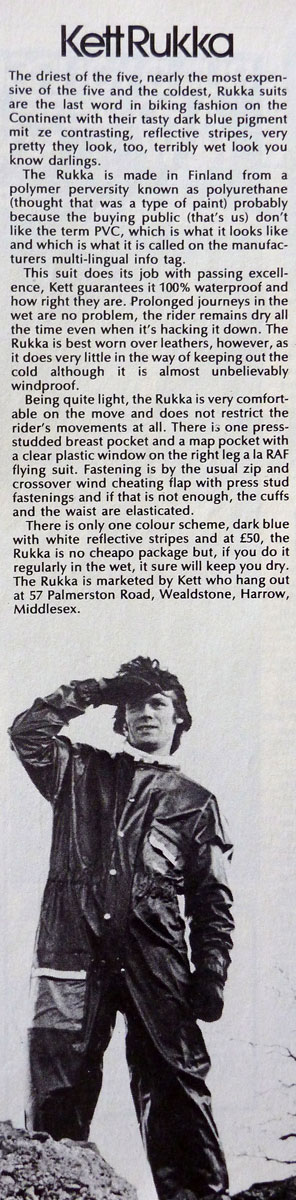 Kett Rukka
The driest of the five, nearly the most expen-
sive of the five and the coldest, Rukka suits
are the last word in biking fashion on the
Continent with their tasty dark blue pigment
mit ze contrasting, reflective stripes, very
pretty they look, too, terribly wet look you
know darlings.
The Rukka is made in Finland from a
polymer perversity known as polyurethane
(thought that was a type of paint) probably
because the buying public (that's us) don't
like the term PVC, which is what it looks like
and which is what it is called on the manufac-
turers multi-lingual info tag.
This suit does its job with passing excell-
ence, Kett guarantees it 100% waterproof and
how right they are. Prolonged journeys in the
wet are no problem, the rider remains dry all
the time even when it's hacking it down. The
Rukka is best worn over leathers, however, as
it does very little in the way of keeping out the
cold although it is almost unbelievably
windproof.
Being quite light, the Rukka is very comfort-
able on the move and does not restrict the
rider's movements at all. There is one press-
studded breast pocket and a map pocket with
a clear plastic window on the right leg a la RAF
flying suit. Fastening is by the usual zip and
crossover wind cheating flap with press stud
fastenings and if that is not enough, the cuffs
and the waist are elasticated.
There is only one colour scheme, dark blue
with white reflective stripes and at £50, the
Rukka is no cheapo package but, if you do it
regularly in the wet, it sure will keep you dry.
The Rukka is marketed by Kett who hang out
at 57 Palmerston Road, Wealdstone, Harrow,
Middlesex.